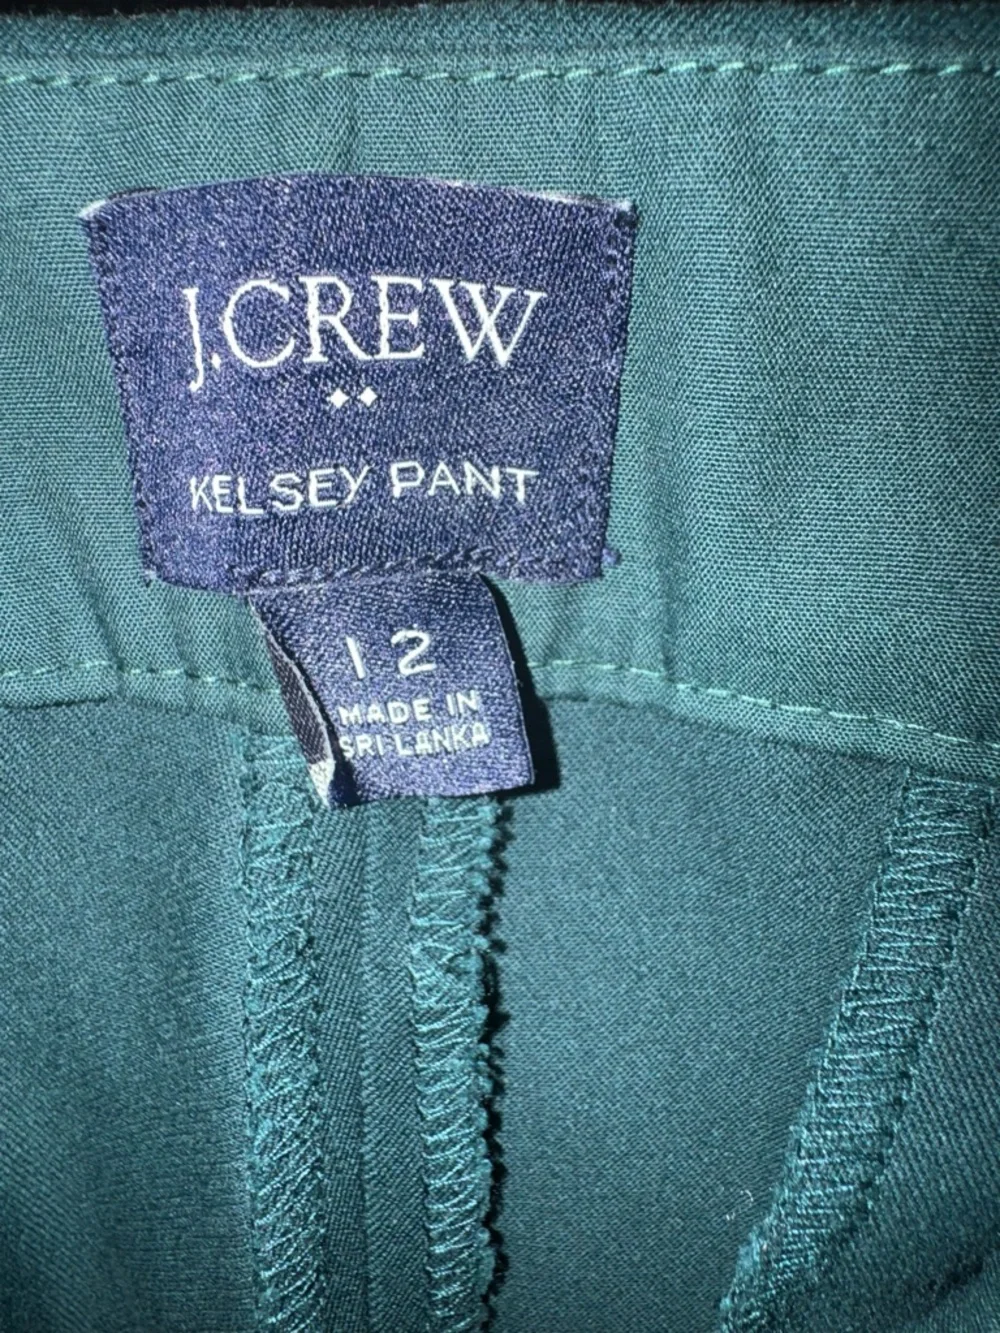 J.CREW
KELSEY PANT
12
MADE IN
SRI LANKA